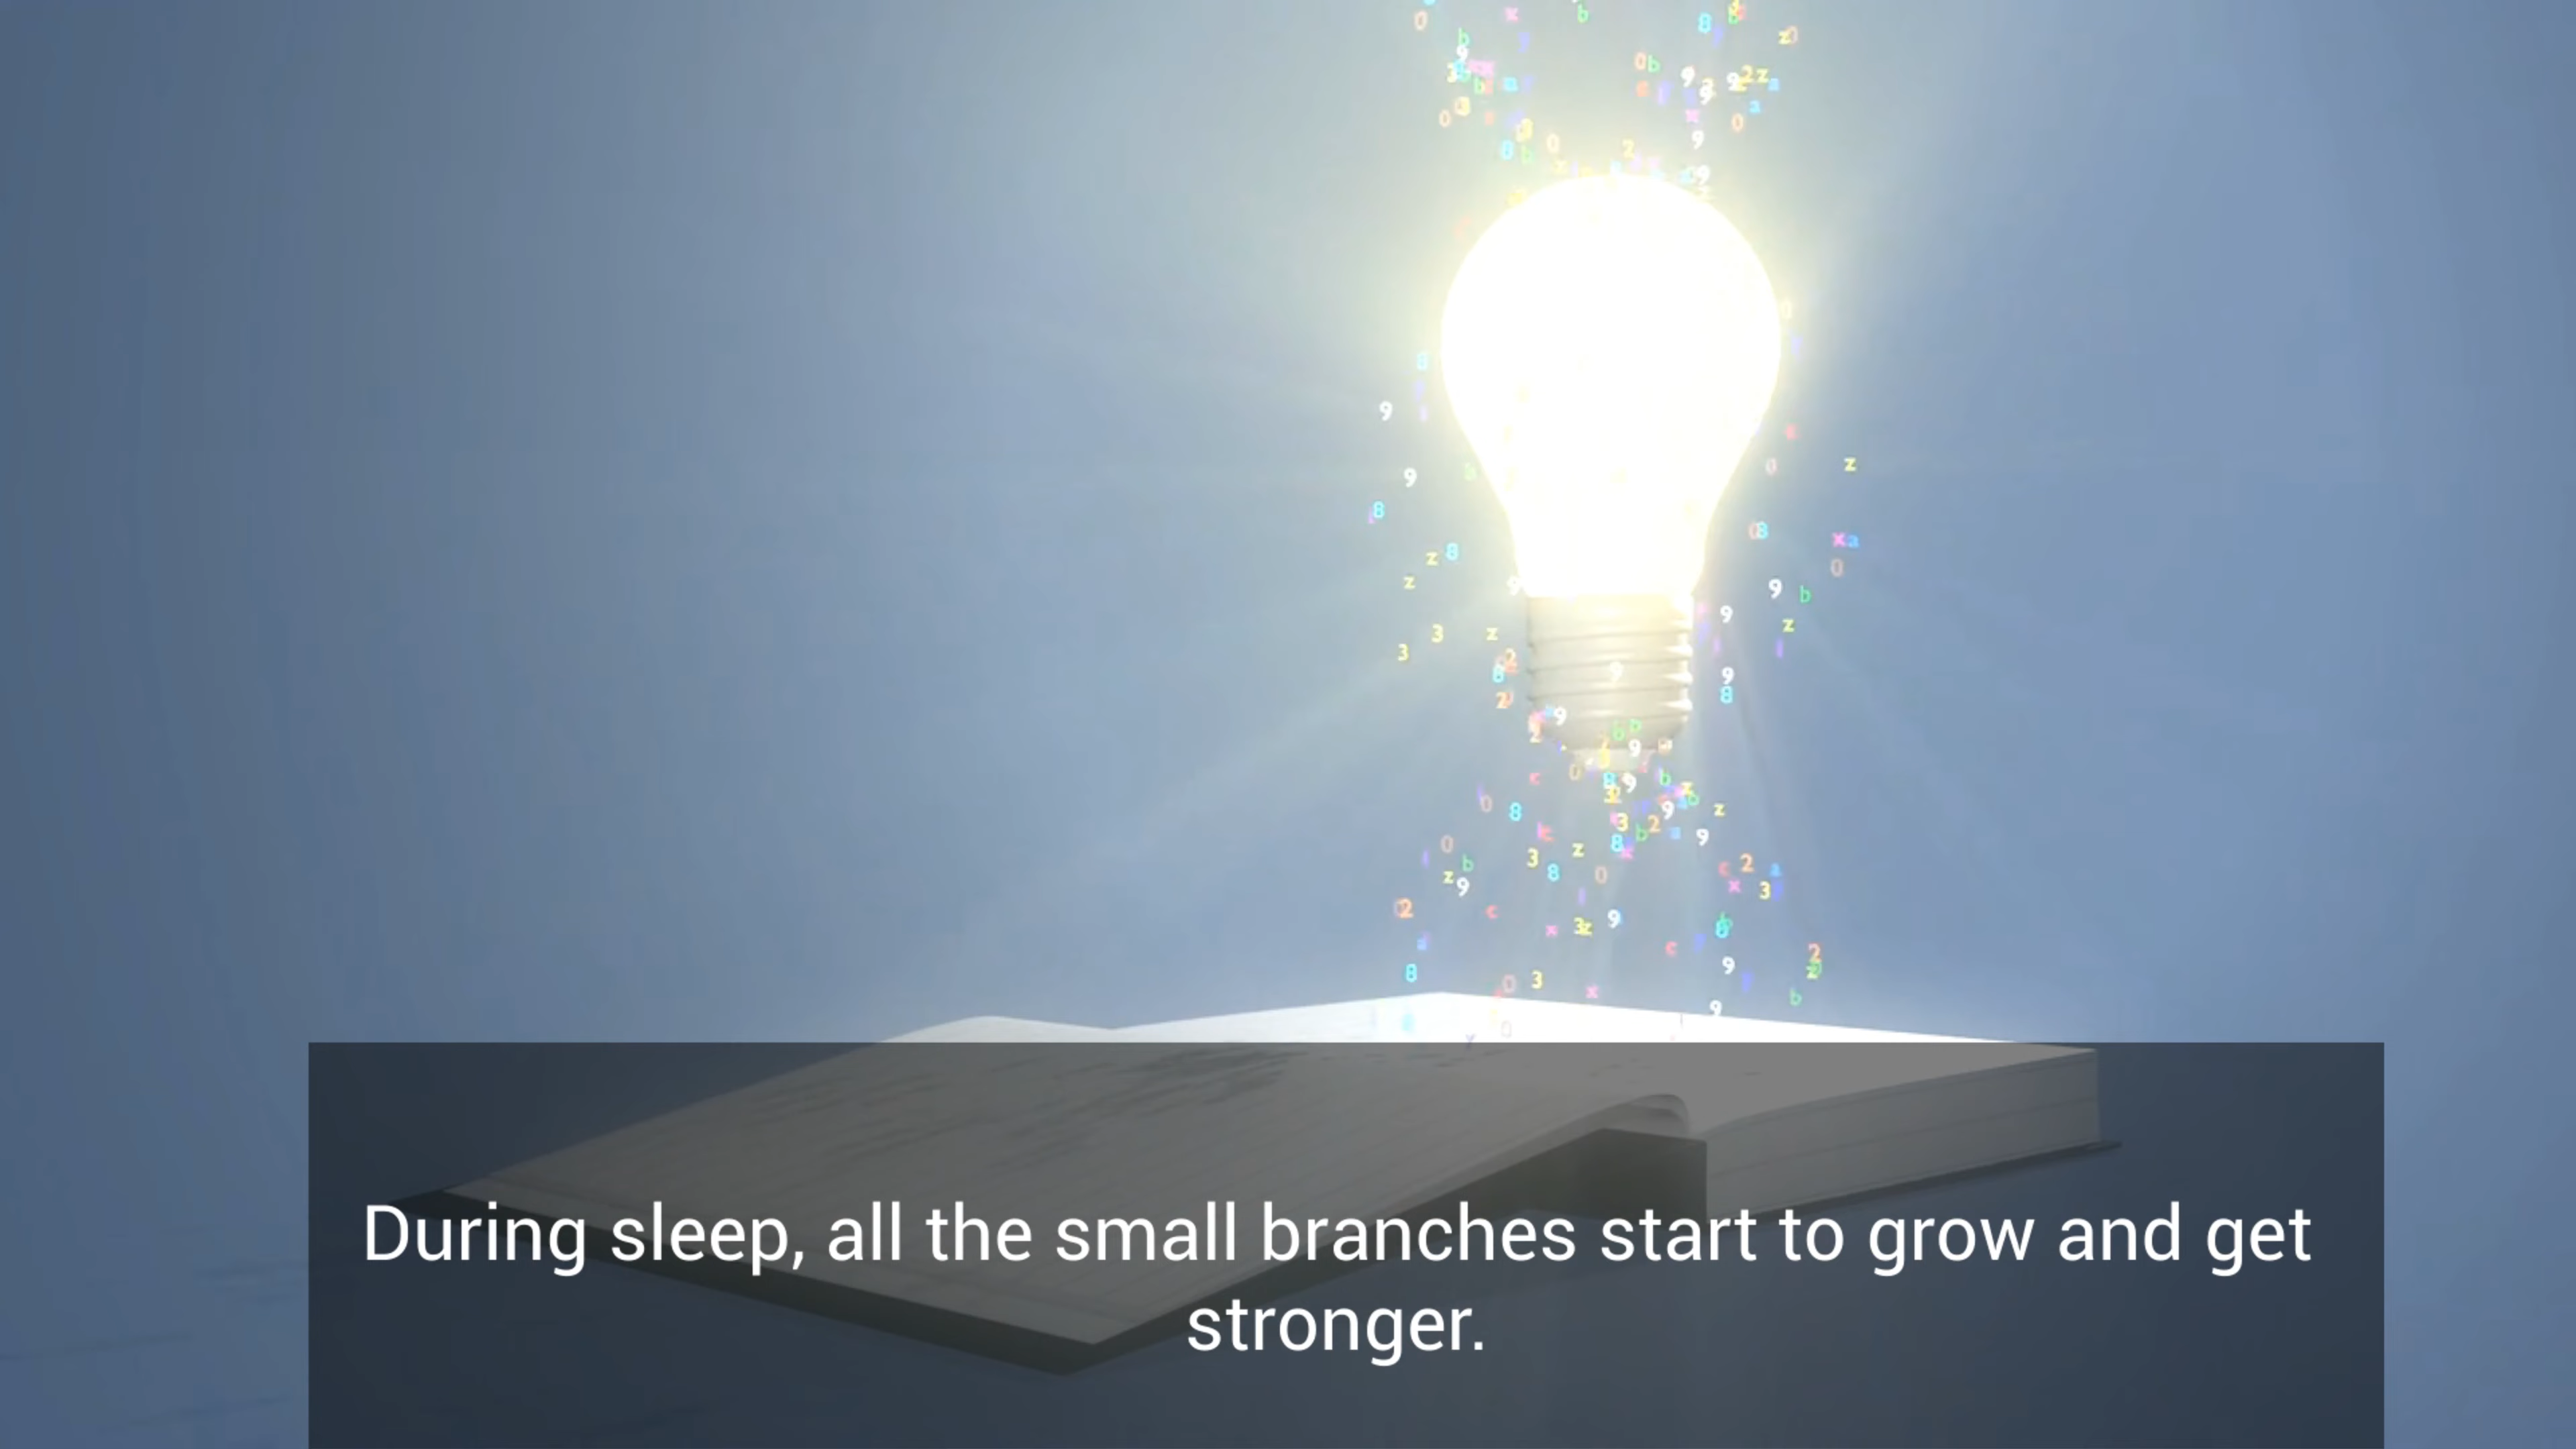 During sleep, all the small branches start to grow and get
stronger.